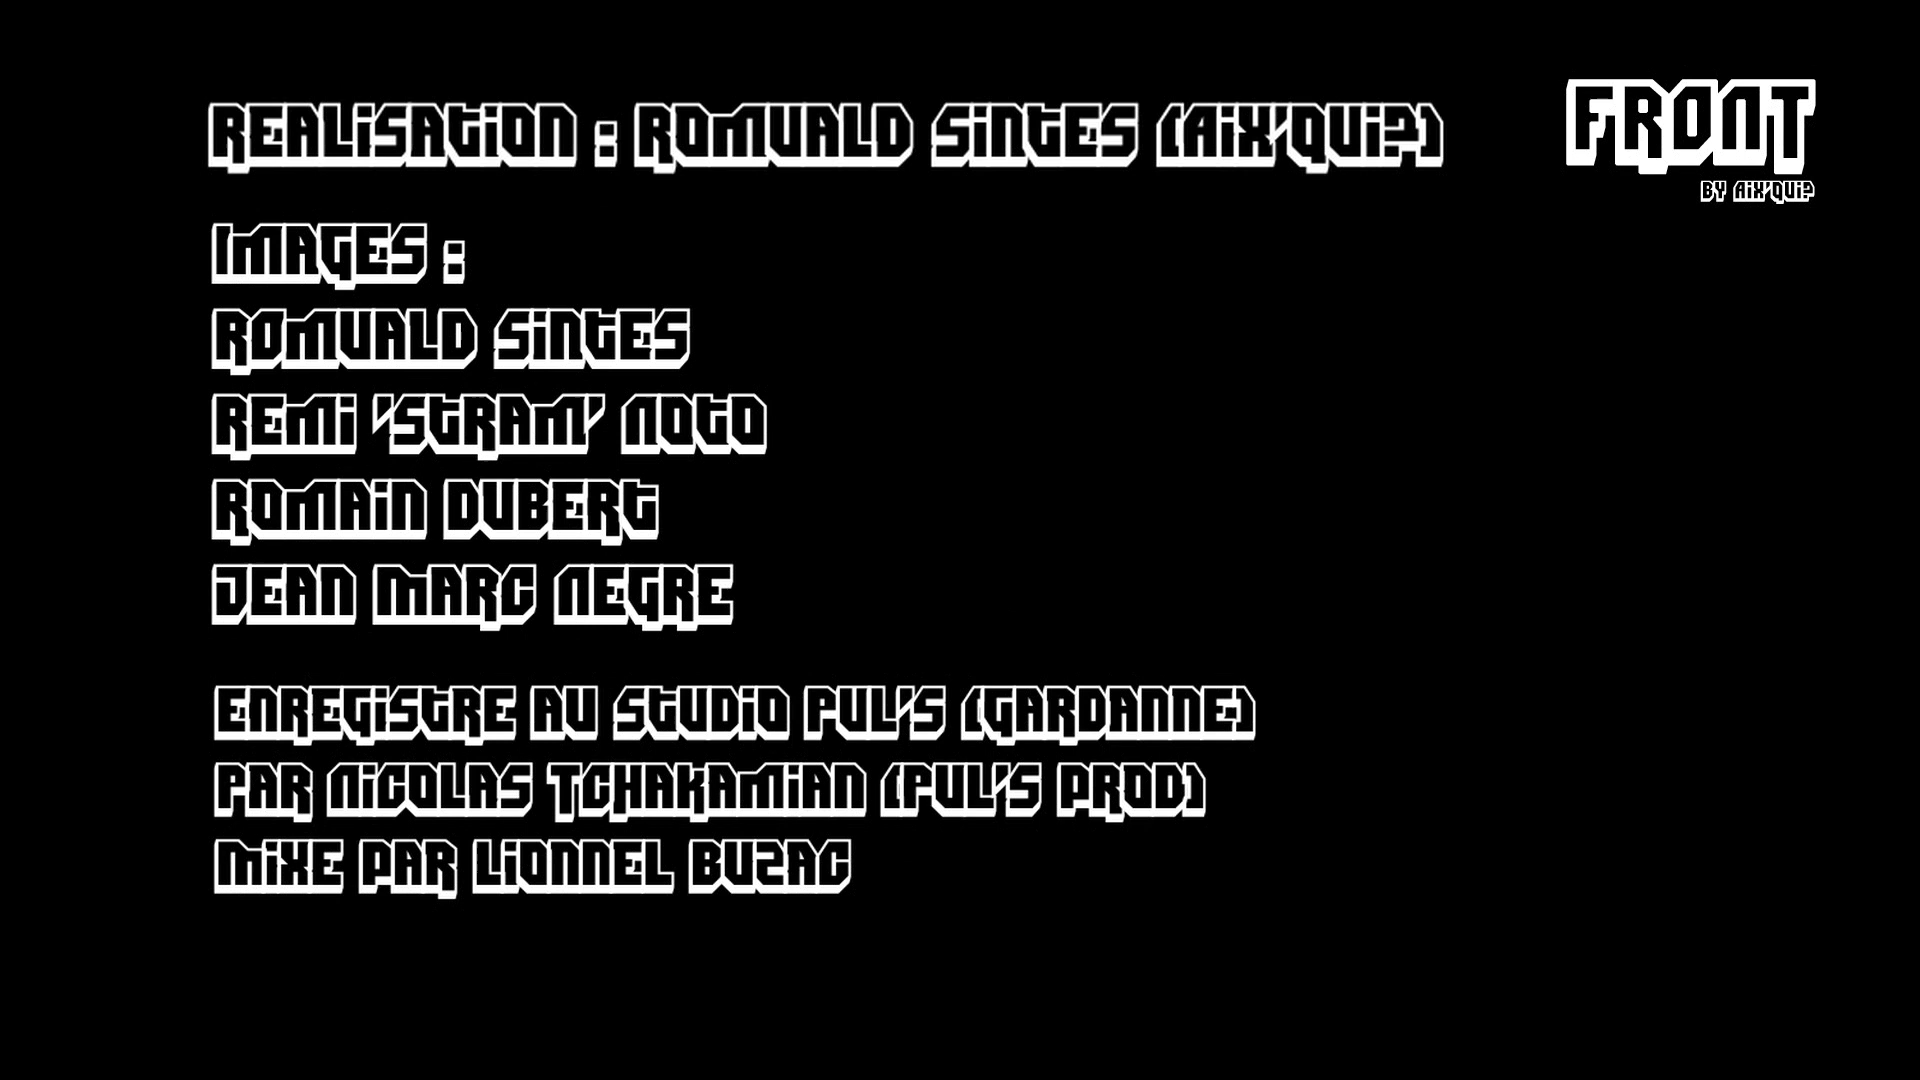 REALiSAtiON : ROMUALD SiNtES (AiX'QUi?)
FRONT
BY AiX'QUi?
IMAGES :
ROMUALD SiNtES
REMi 'StRAM' NOtO
ROMAiN DUBERt
JEAN MARC NEGRE
ENREGiStRE AU StUDiO PUL'S (GARDANNE)
PAR NiCOLAS TCHAKAMiAN (PUL'S PROD)
MiXE PAR LiONNEL BUZAC